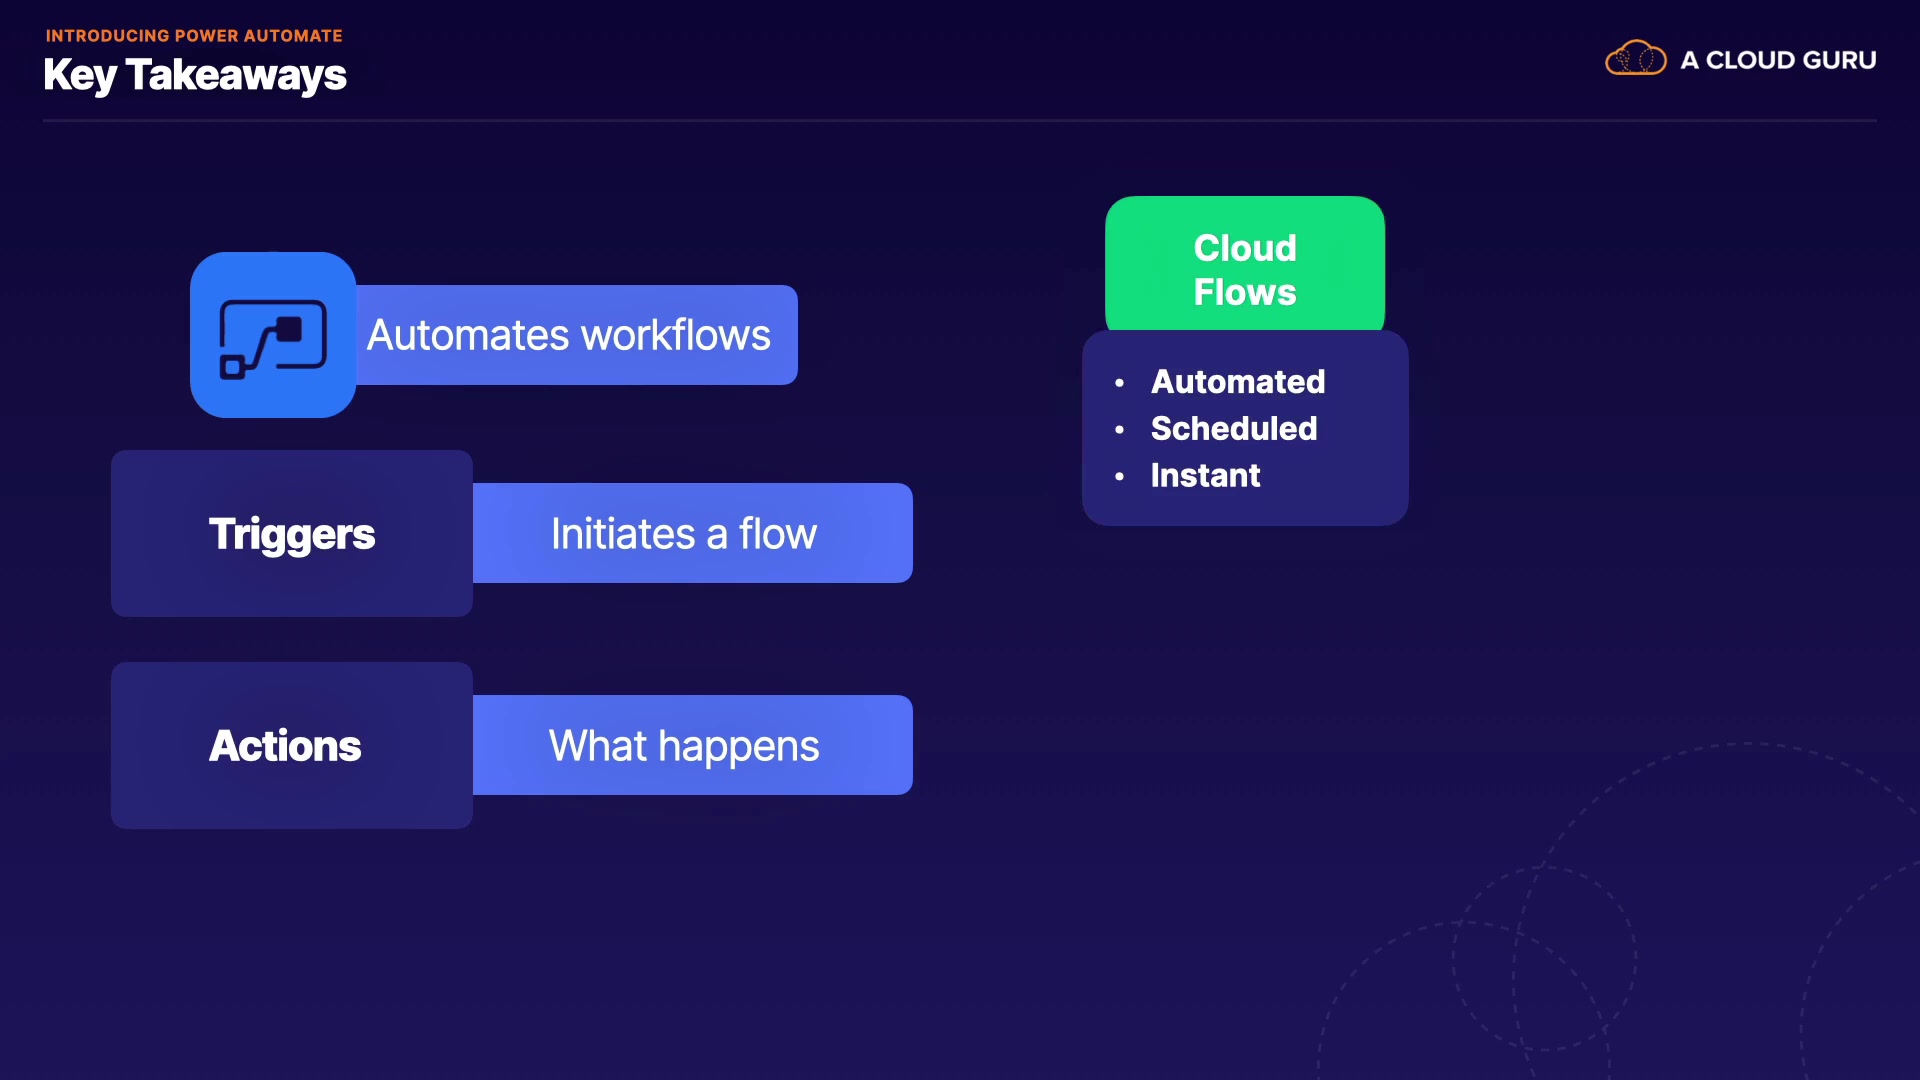 INTRODUCING POWER AUTOMATE
Key Takeaways
A CLOUD GURU
Automates workflows
Triggers
Initiates a flow
Actions
What happens
Cloud
Flows
• Automated
• Scheduled
• Instant